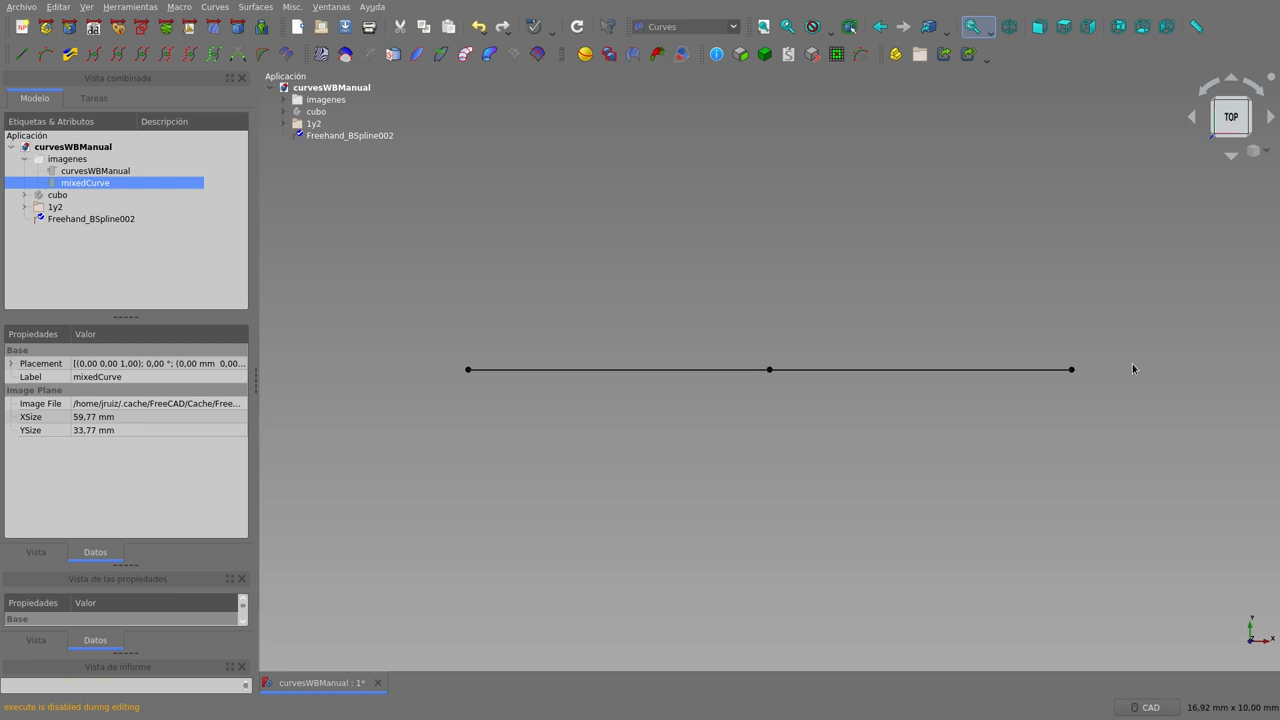 Archivo Editar Ver Herramientas Macro Curves Surfaces Misc. Ventanas Ayuda
Curves
Vista combinada
Modelo Tareas
Etiquetas & Atributos Descripción
Aplicación
curvesWBManual
imagenes
curvesWBManual
mixedCurve
cubo
1y2
Freehand_BSpline002
Propiedades Valor
Base
Placement [(0,00 0,00 1,00); 0,00 °; (0,00 mm 0,00...
Label mixedCurve
Image Plane
Image File /home/jruiz/.cache/FreeCAD/Cache/Free...
XSize 59,77 mm
YSize 33,77 mm
Vista Datos
Vista de las propiedades
Propiedades Valor
Base
Vista Datos
Vista de informe
execute is disabled during editing
Aplicación
curvesWBManual
imagenes
cubo
1y2
Freehand_BSpline002
TOP
Y
Z X
curvesWBManual : 1*
CAD 16,92 mm x 10,00 mm